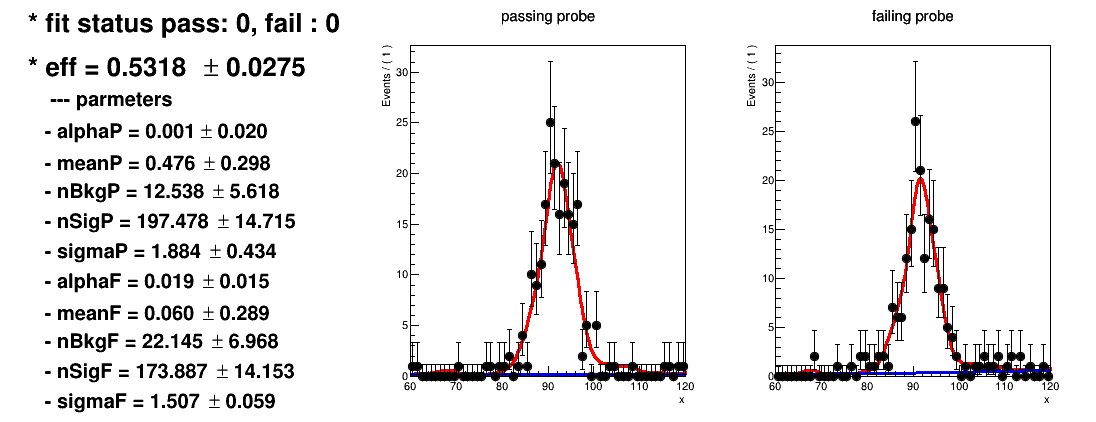 * fit status pass: 0, fail : 0
* eff = 0.5318 ± 0.0275
--- parmeters
- alphaP = 0.001 ± 0.020
- meanP = 0.476 ± 0.298
- nBkgP = 12.538 ± 5.618
- nSigP = 197.478 ± 14.715
- sigmaP = 1.884 ± 0.434
- alphaF = 0.019 ± 0.015
- meanF = 0.060 ± 0.289
- nBkgF = 22.145 ± 6.968
- nSigF = 173.887 ± 14.153
- sigmaF = 1.507 ± 0.059
passing probe
Events / ( 1 )
30
25
20
15
10
5
0
60 70 80 90 100 110 120
x
failing probe
Events / ( 1 )
30
25
20
15
10
5
0
60 70 80 90 100 110 120
x